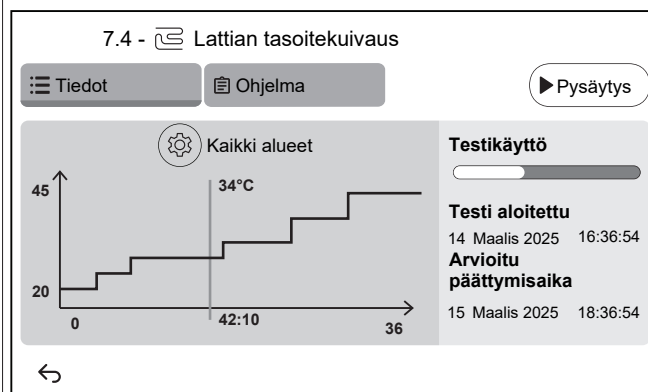 7.4 - Lattian tasoitekuivaus
Tiedot
Ohjelma
Pysäytys
Kaikki alueet
45
34°C
20
0
42:10
36
Testikäyttö
Testi aloitettu
14 Maalis 2025 16:36:54
Arvioitu
päättymisaika
15 Maalis 2025 18:36:54